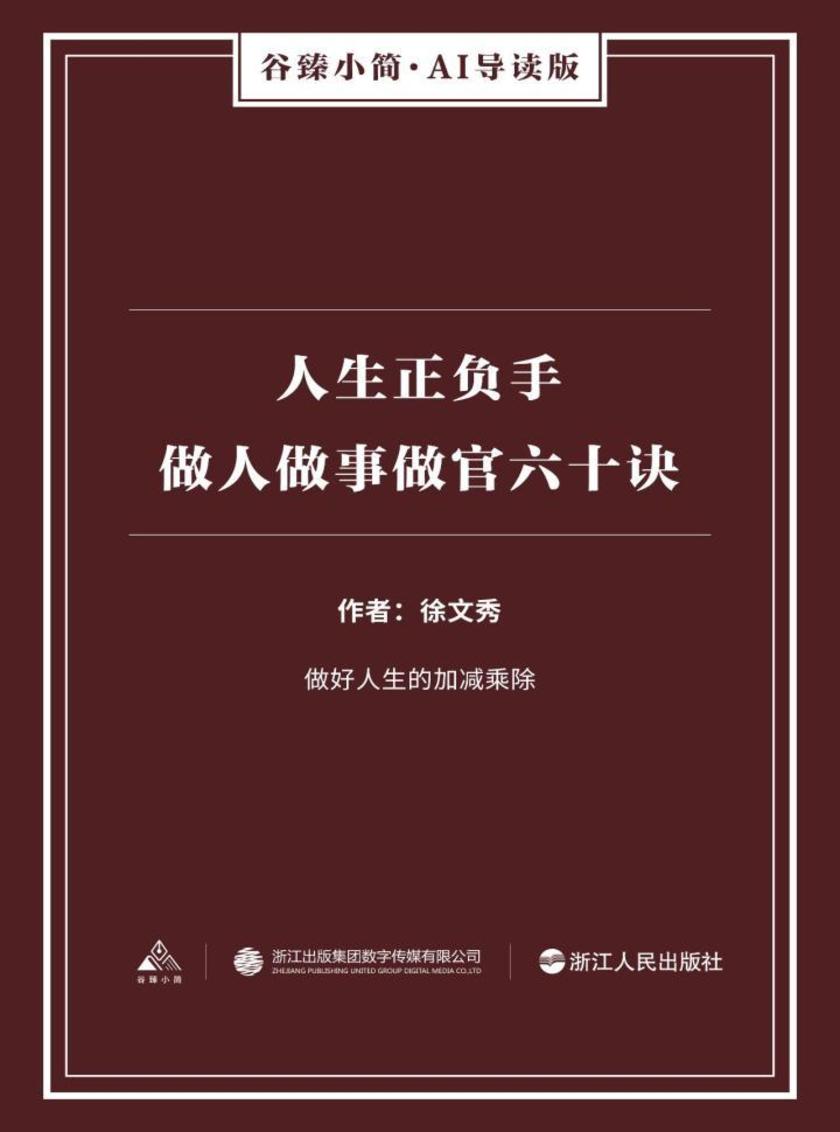 谷臻小简·AI导读版
人生正负手
做人做事做官六十诀
作者：徐文秀
做好人生的加减乘除
谷臻小简
浙江出版集团数字传媒有限公司
ZHEJIANG PUBLISHING UNITED GROUP DIGITAL MEDIA CO.,LTD
浙江人民出版社